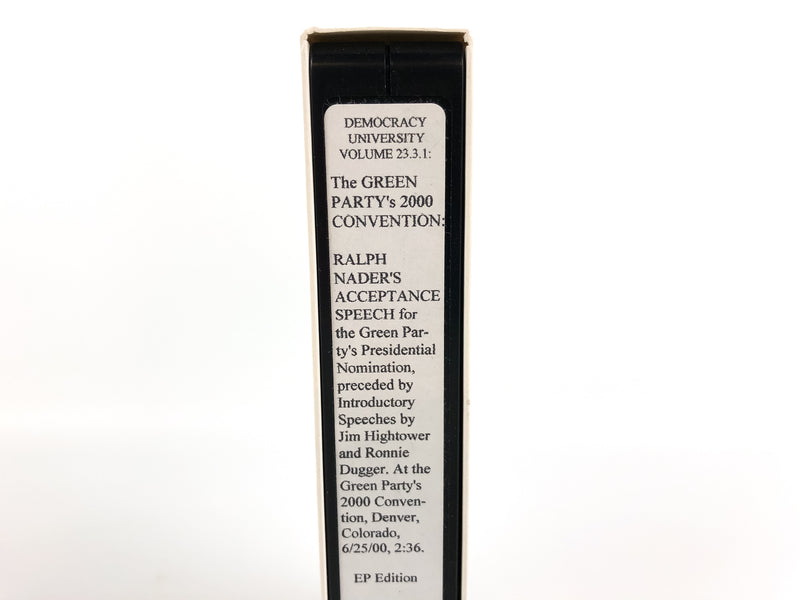 DEMOCRACY
UNIVERSITY
VOLUME 23.3.1:
The GREEN
PARTY's 2000
CONVENTION:
RALPH
NADER'S
ACCEPTANCE
SPEECH for
the Green Par-
ty's Presidential
Nomination,
preceded by
Introductory
Speeches by
Jim Hightower
and Ronnie
Dugger. At the
Green Party's
2000 Conven-
tion, Denver,
Colorado,
6/25/00, 2:36.
EP Edition